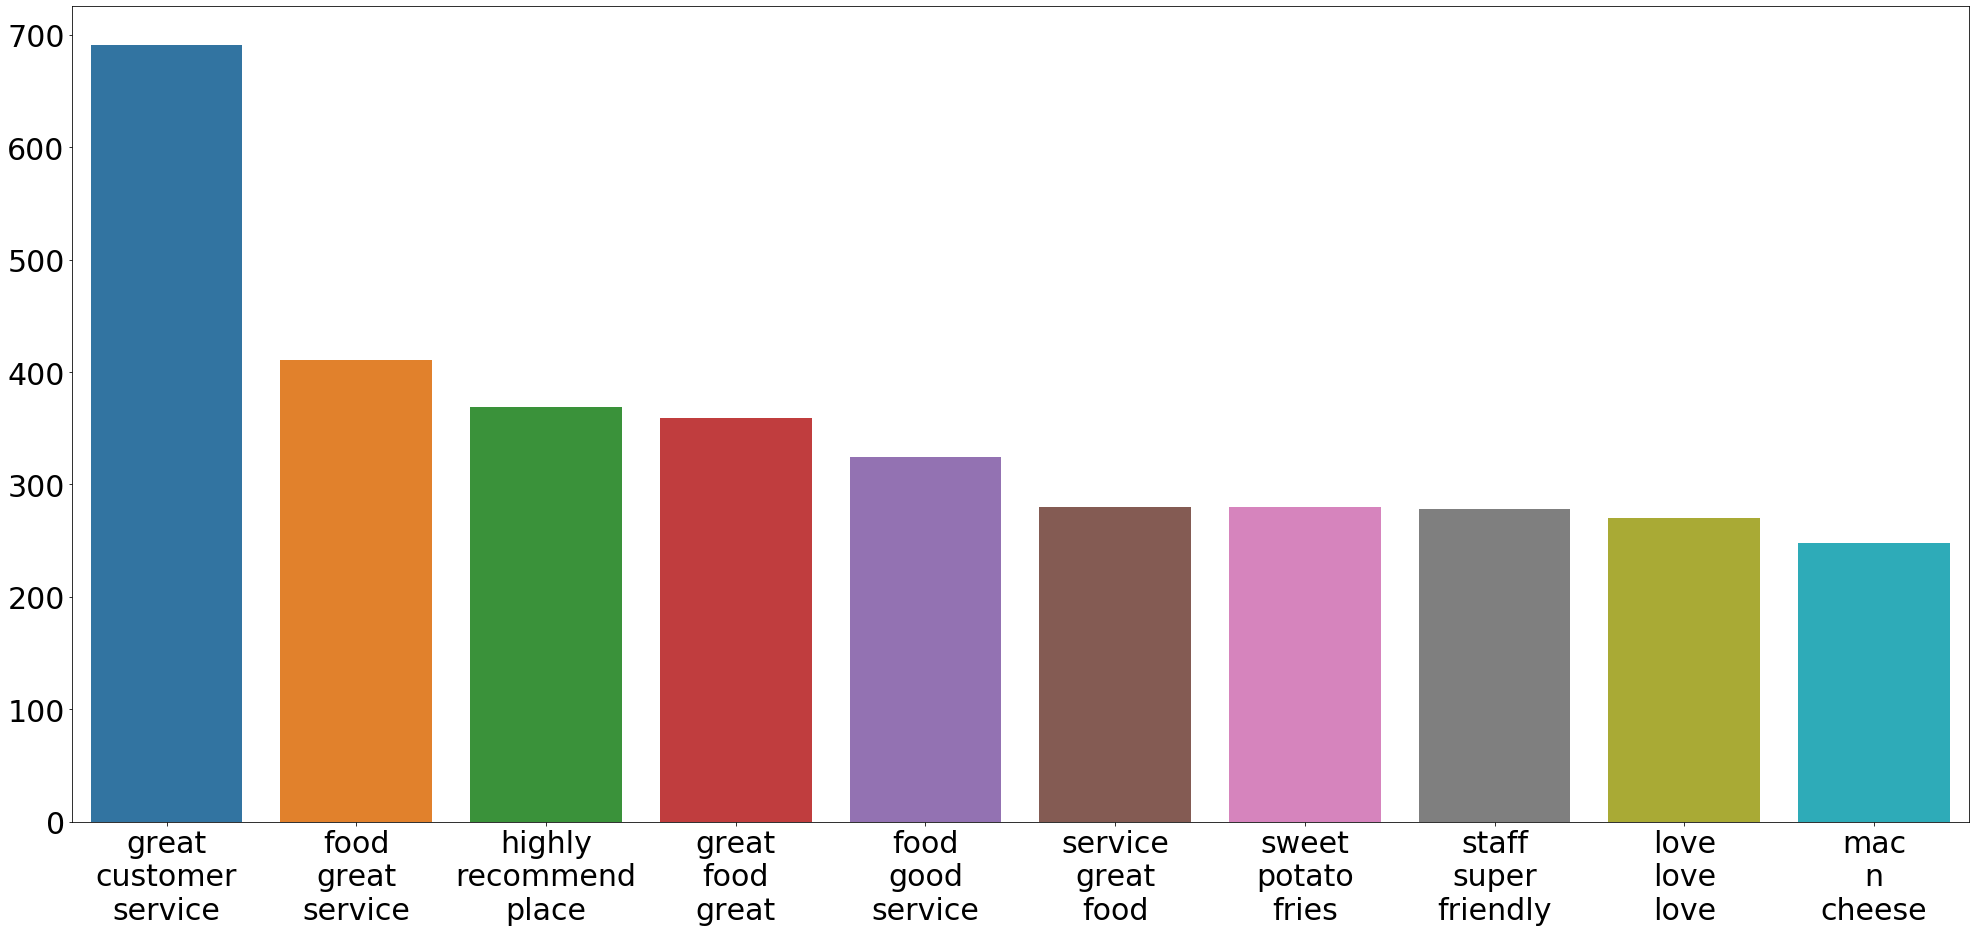 700
600
500
400
300
200
100
0
great food highly great food service sweet staff love mac
customer great recommend food good great potato super love n
service service place great service food fries friendly love cheese